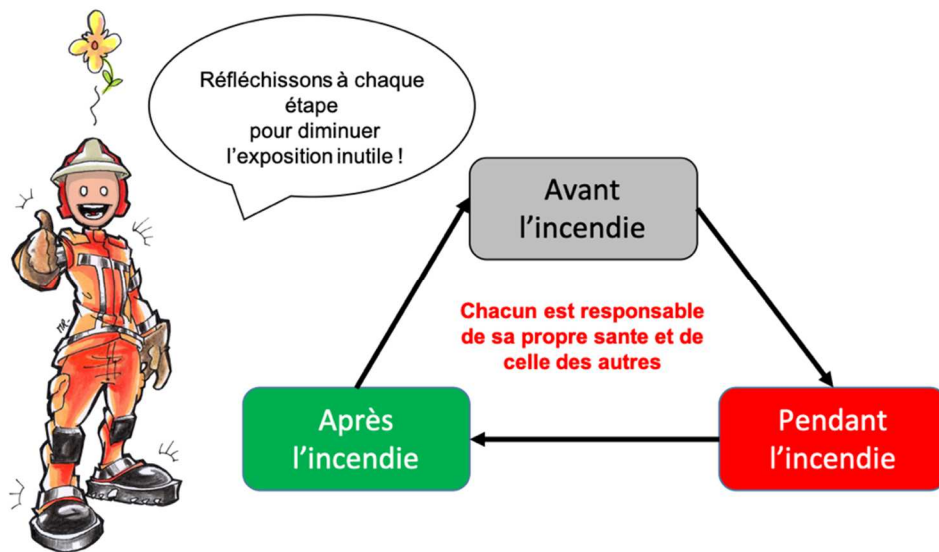 Réfléchissons à chaque
étape
pour diminuer
l'exposition inutile !
Avant
l'incendie
Chacun est responsable
de sa propre sante et de
celle des autres
Après
l'incendie
Pendant
l'incendie